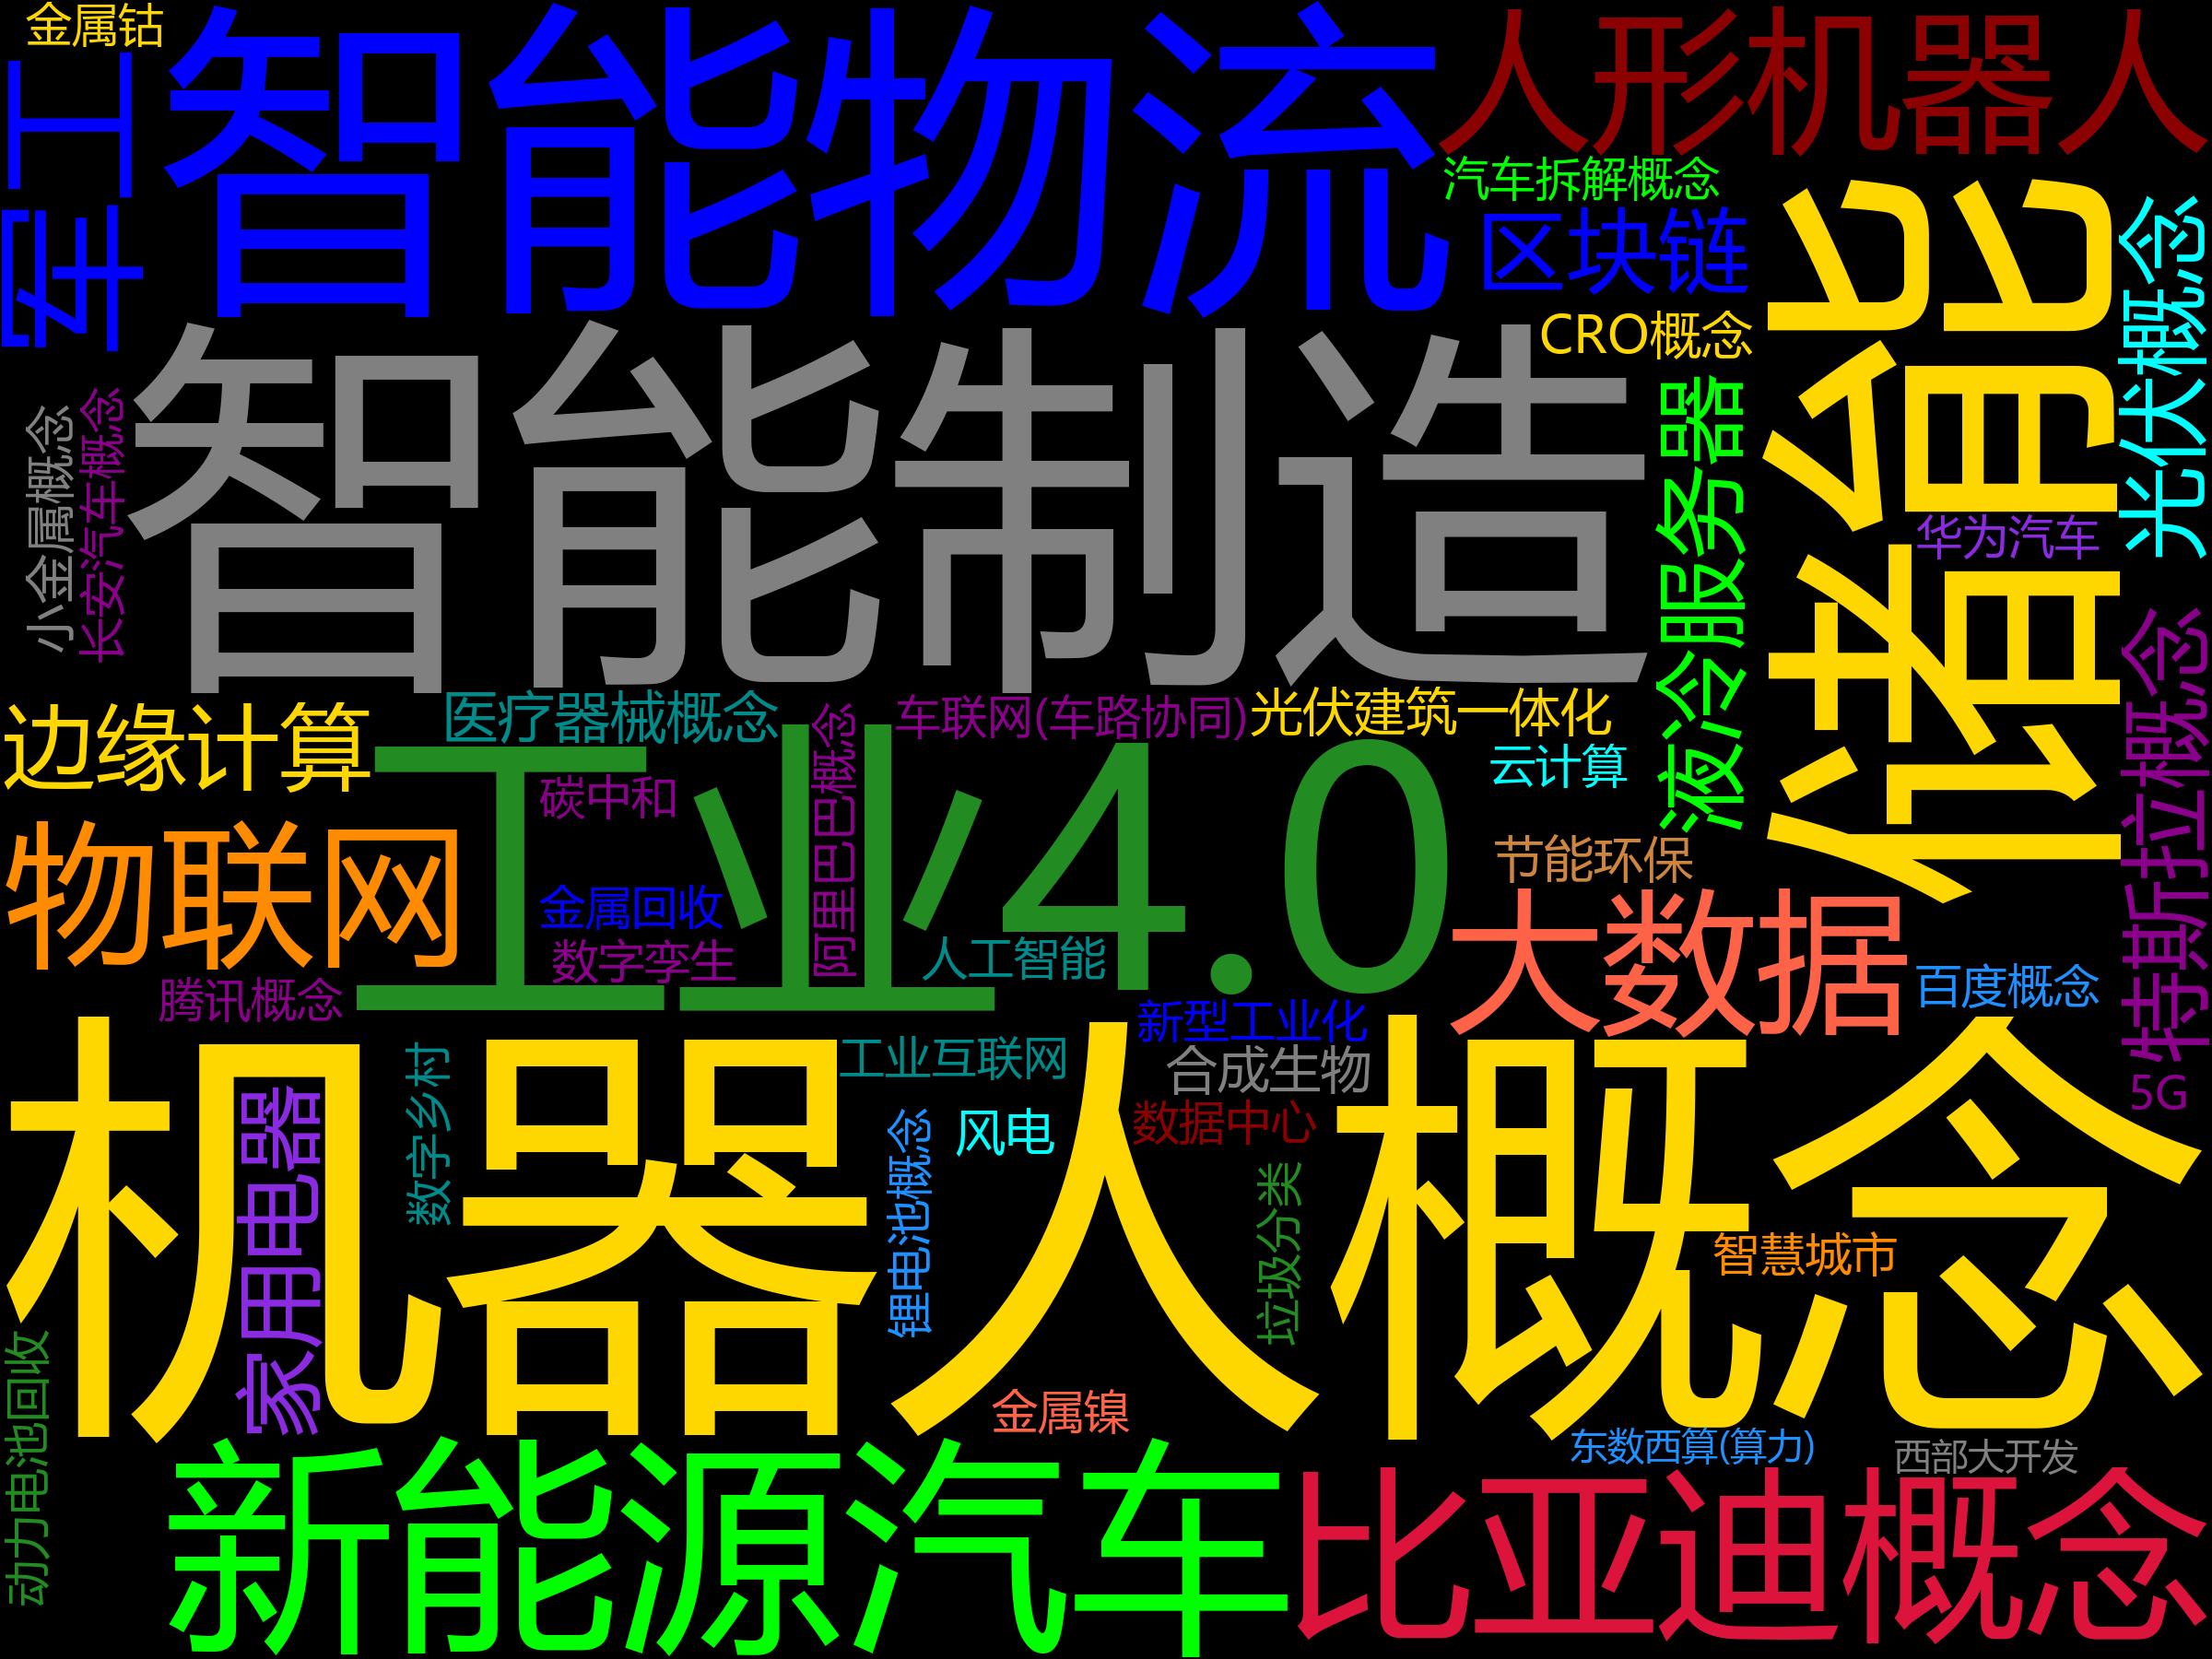 金属钴
军工
智能物流
人形机器人
汽车拆解概念
区块链
CRO概念
储能
光伏概念
智能制造
小金属概念
长安汽车概念
液冷服务器
华为汽车
特斯拉概念
边缘计算
医疗器械概念
车联网(车路协同)
光伏建筑一体化
云计算
工业4.0
碳中和
阿里巴巴概念
物联网
金属回收
数字孪生
人工智能
节能环保
大数据
百度概念
腾讯概念
新型工业化
工业互联网
合成生物
5G
机器人概念
家用电器
数字乡村
锂电池概念
风电
数据中心
垃圾分类
智慧城市
动力电池回收
金属镍
东数西算(算力)
西部大开发
新能源汽车
比亚迪概念